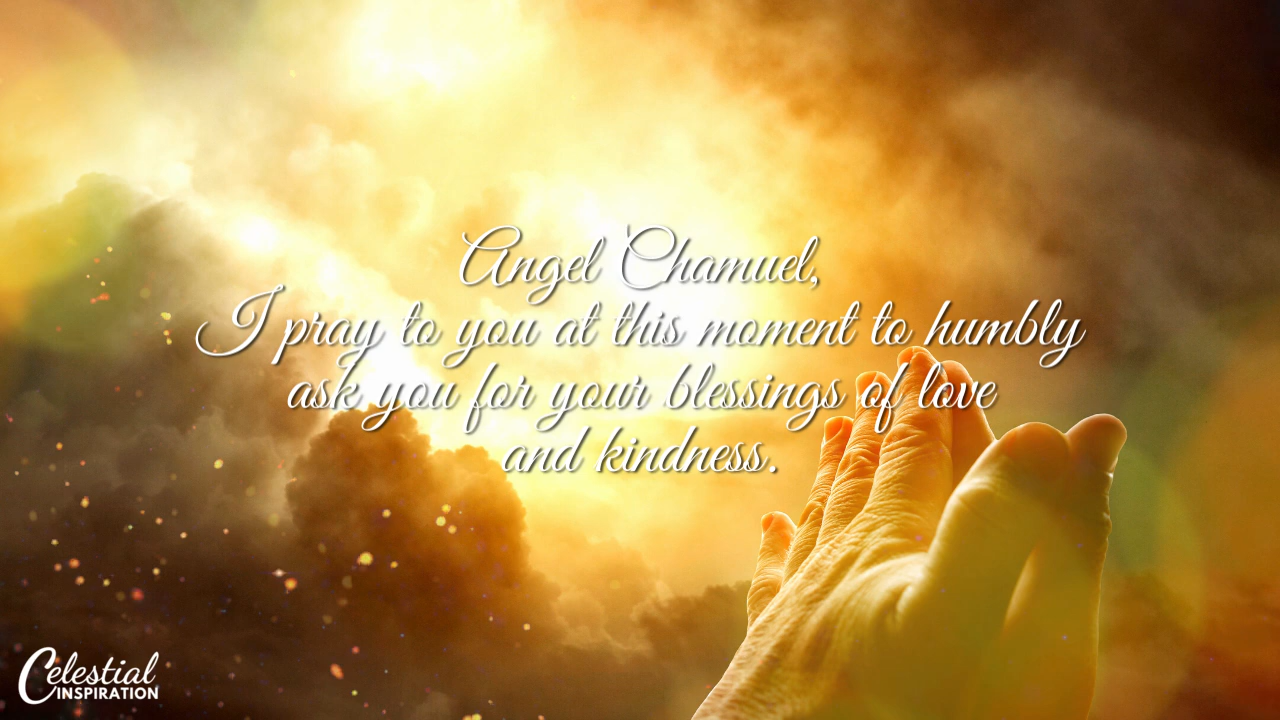 Angel Chamuel,
I pray to you at this moment to humbly
ask you for your blessings of love
and kindness.
Celestial
INSPIRATION